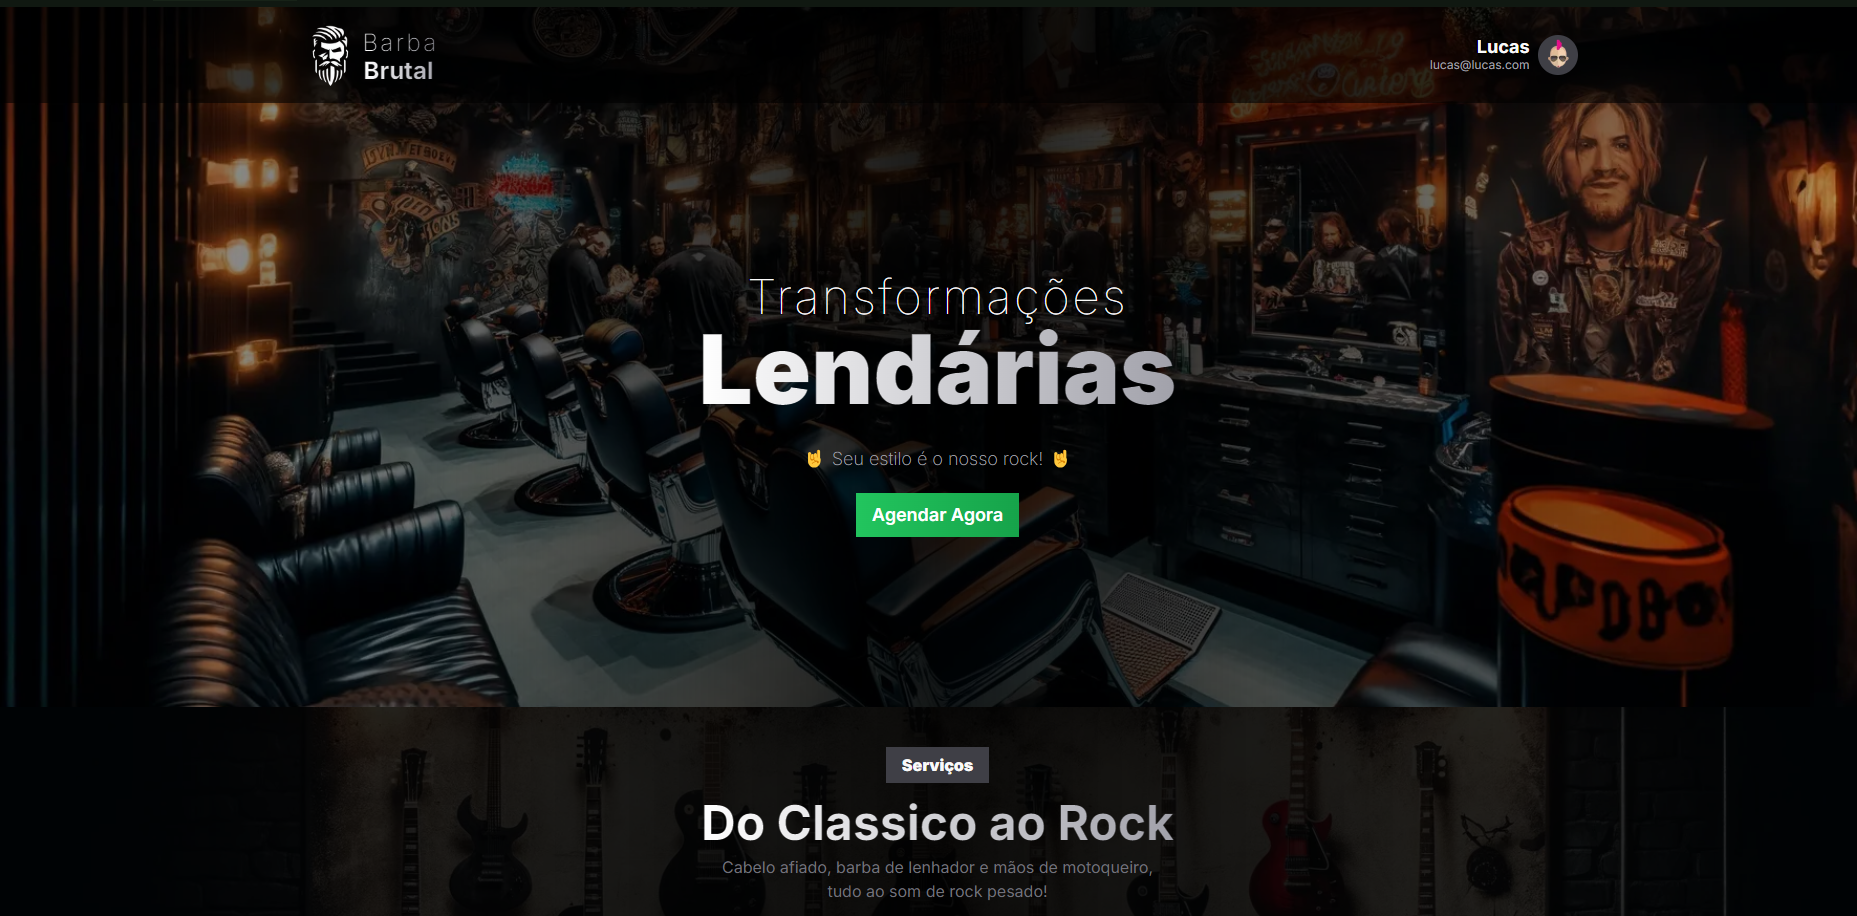 Barba
Brutal
Lucas
lucas@lucas.com
Transformações
Lendárias
🤘 Seu estilo é o nosso rock! 🤘
Agendar Agora
Serviços
Do Classico ao Rock
Cabelo afiado, barba de lenhador e mãos de motoqueiro,
tudo ao som de rock pesado!